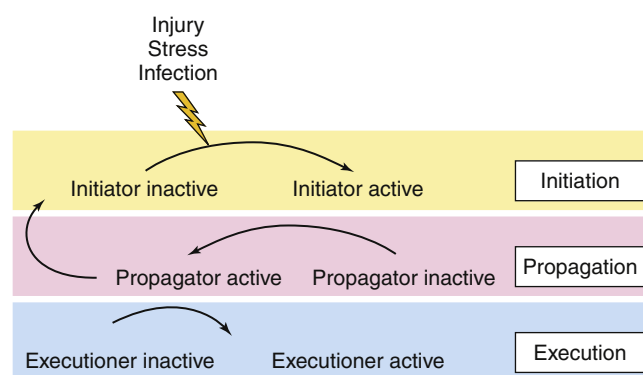 Injury
Stress
Infection
Initiator inactive
Initiator active
Initiation
Propagator active
Propagator inactive
Propagation
Executioner inactive
Executioner active
Execution